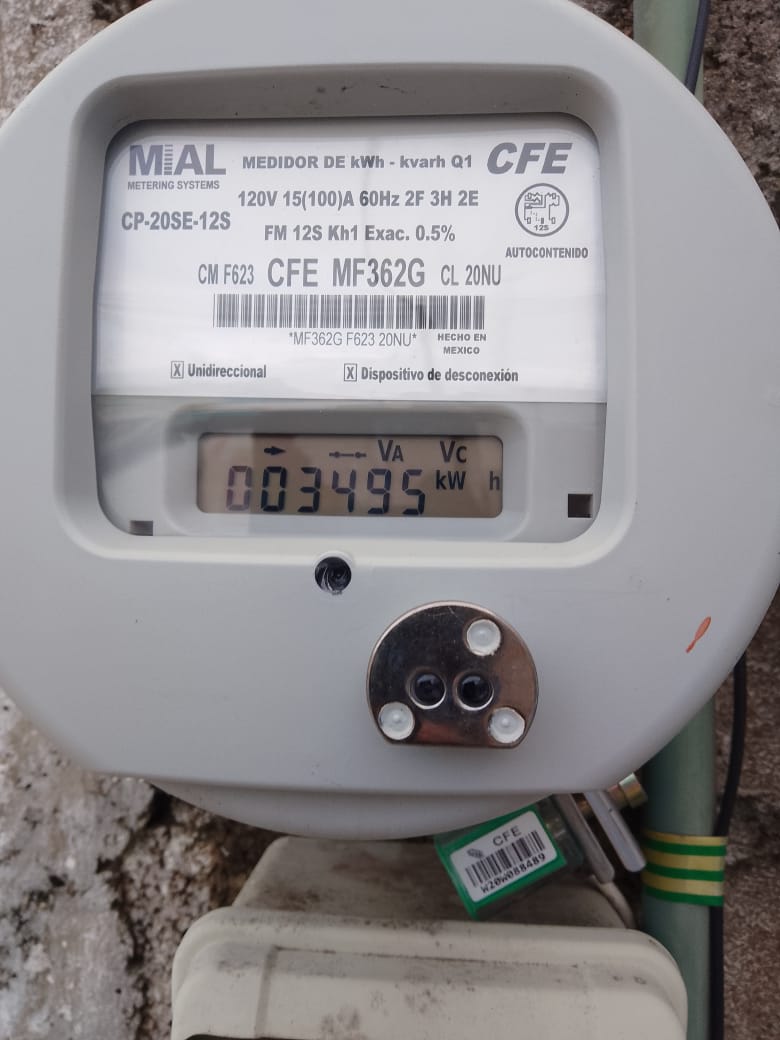 MIAL
METERING SYSTEMS
MEDIDOR DE kWh - kvarh Q1
CFE
120V 15(100)A 60Hz 2F 3H 2E
CP-20SE-12S
FM 12S Kh1 Exac. 0.5%
12S
AUTOCONTENIDO
CM F623 CFE MF362G CL 20NU
*MF362G F623 20NU*
HECHO EN
MEXICO
X Unidireccional
X Dispositivo de desconexión
VA VC
003495 kW h
CFE
W20W088489